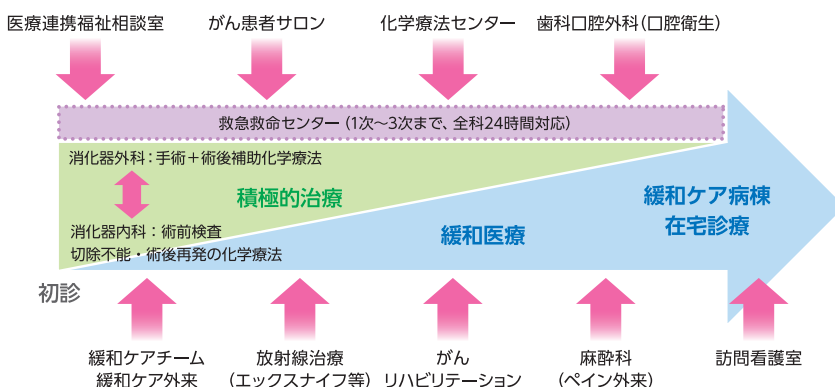 医療連携福祉相談室
がん患者サロン
化学療法センター
歯科口腔外科（口腔衛生）
救急救命センター（1次～3次まで、全科24時間対応）
消化器外科：手術＋術後補助化学療法
積極的治療
消化器内科：術前検査
切除不能・術後再発の化学療法
緩和医療
緩和ケア病棟
在宅診療
初診
緩和ケアチーム
緩和ケア外来
放射線治療
（エックスナイフ等）
がん
リハビリテーション
麻酔科
（ペイン外来）
訪問看護室